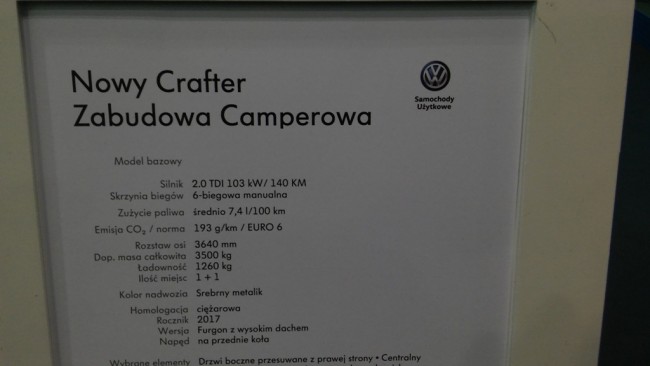 Nowy Crafter
Zabudowa Camperowa
Samochody
Użytkowe
Model bazowy
Silnik 2.0 TDI 103 kW/ 140 KM
Skrzynia biegów 6-biegowa manualna
Zużycie paliwa średnio 7,4 l/100 km
Emisja CO₂ / norma 193 g/km / EURO 6
Rozstaw osi 3640 mm
Dop. masa całkowita 3500 kg
Ładowność 1260 kg
Ilość miejsc 1 + 1
Kolor nadwozia Srebrny metalik
Homologacja ciężarowa
Rocznik 2017
Wersja Furgon z wysokim dachem
Napęd na przednie koła
Wybrane elementy Drzwi boczne przesuwane z prawej strony • Centralny